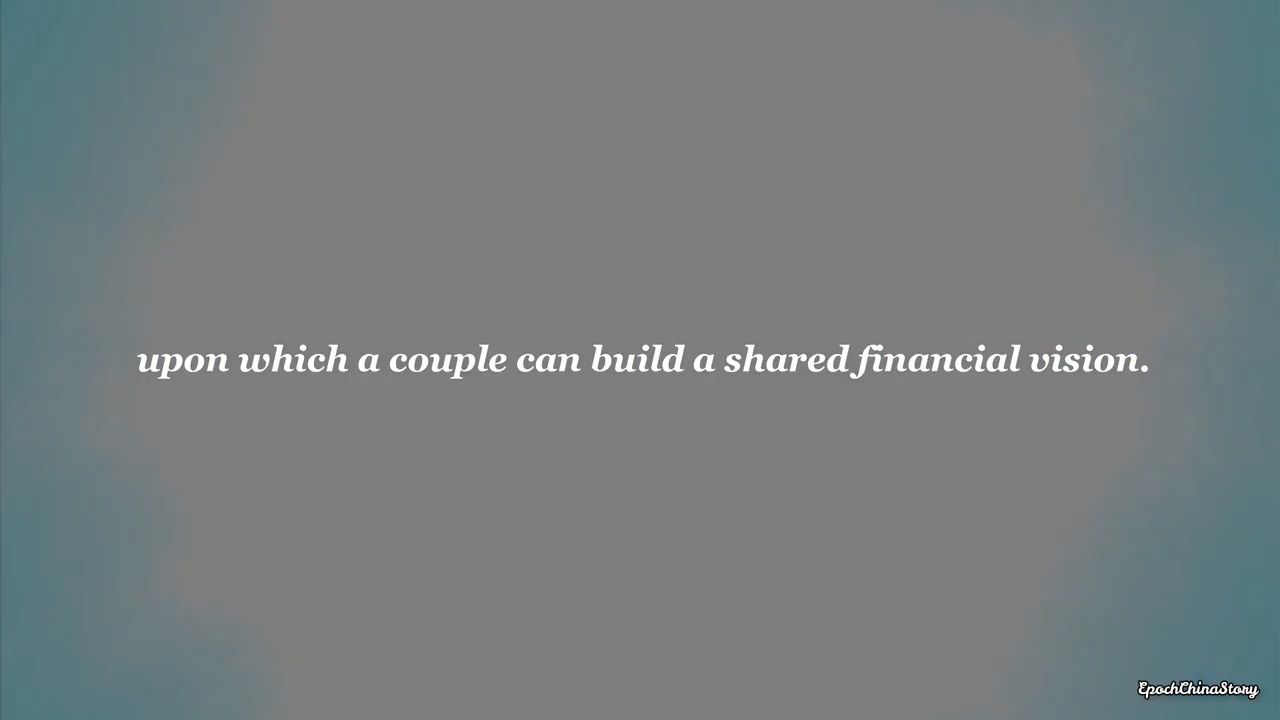 upon which a couple can build a shared financial vision.
EpochChinaStory